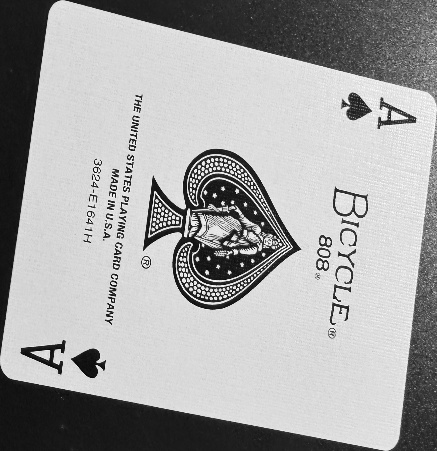 A
BICYCLE®
808®
®
THE UNITED STATES PLAYING CARD COMPANY
MADE IN U.S.A.
3624-E1641H
A